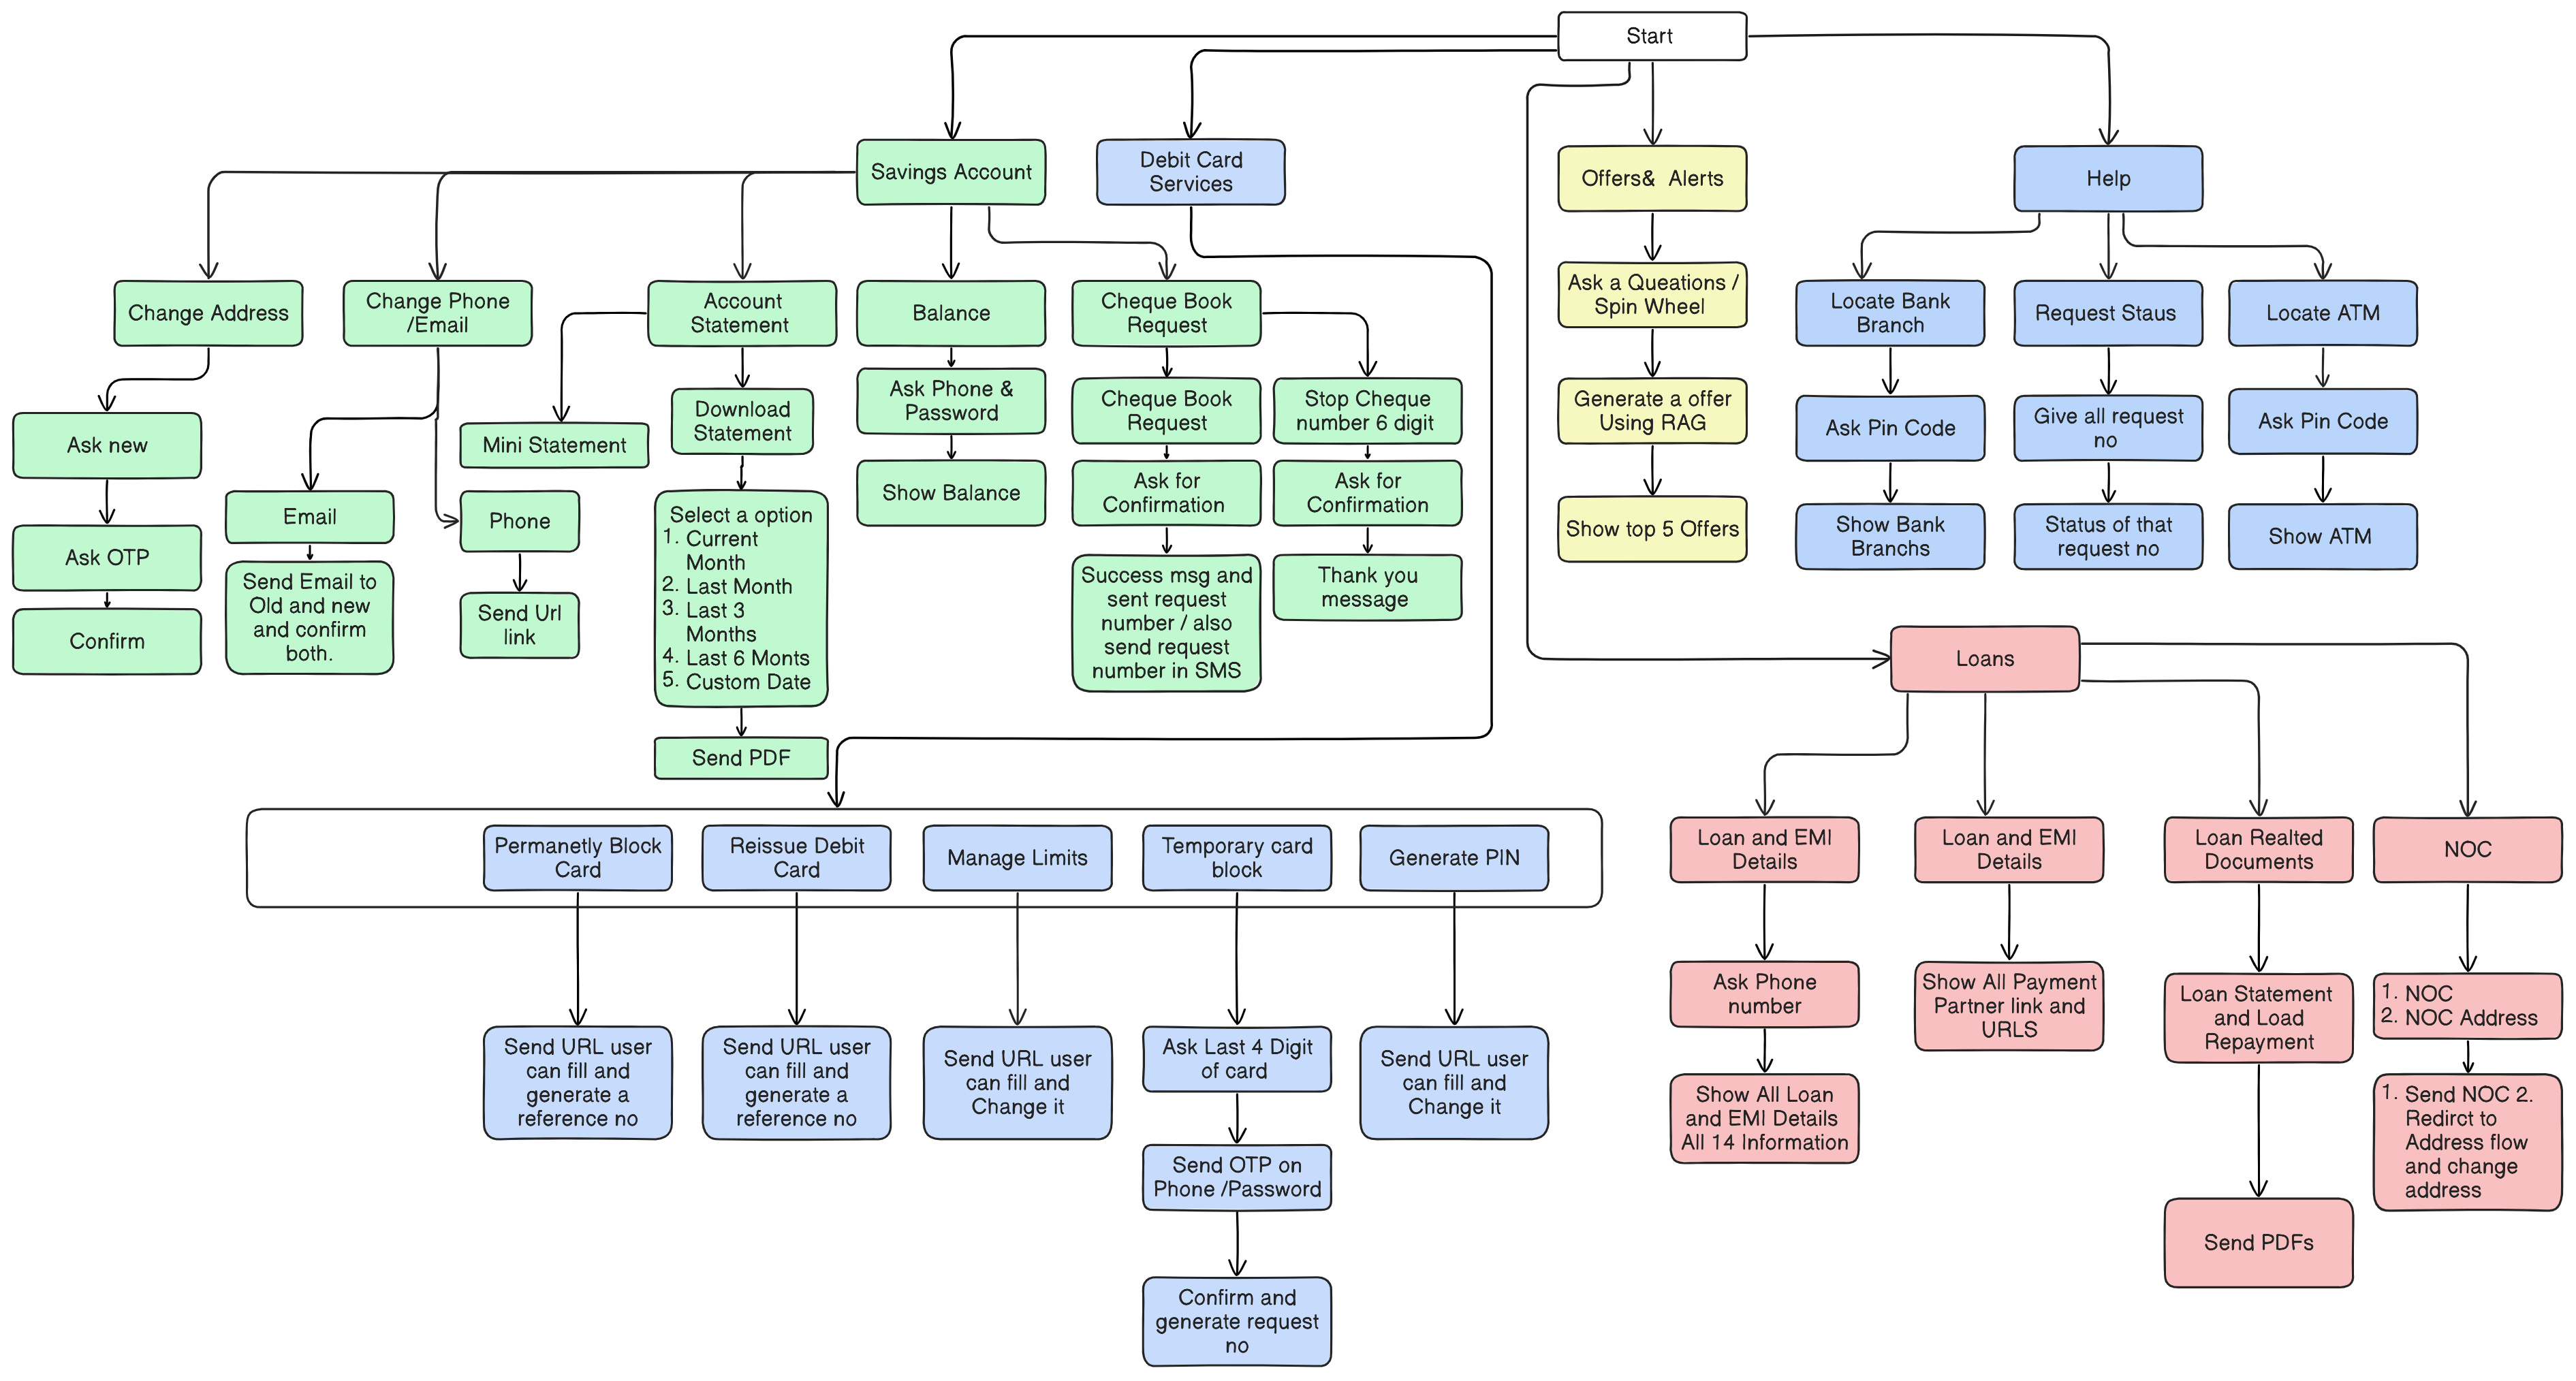 Start
Savings Account
Debit Card
Services
Offers&  Alerts
Help
Change Address
Change Phone
/Email
Account
Statement
Balance
Cheque Book
Request
Ask a Queations /
Spin Wheel
Locate Bank
Branch
Request Staus
Locate ATM
Ask new
Ask OTP
Confirm
Email
Send Email to
Old and new
and confirm
both.
Phone
Send Url
link
Mini Statement
Download
Statement
Select a option
1. Current
Month
2. Last Month
3. Last 3
Months
4. Last 6 Monts
5. Custom Date
Send PDF
Ask Phone &
Password
Show Balance
Cheque Book
Request
Ask for
Confirmation
Success msg and
sent request
number / also
send request
number in SMS
Stop Cheque
number 6 digit
Ask for
Confirmation
Thank you
message
Generate a offer
Using RAG
Show top 5 Offers
Ask Pin Code
Show Bank
Branchs
Give all request
no
Status of that
request no
Ask Pin Code
Show ATM
Loans
Permanetly Block
Card
Reissue Debit
Card
Manage Limits
Temporary card
block
Generate PIN
Send URL user
can fill and
generate a
reference no
Send URL user
can fill and
generate a
reference no
Send URL user
can fill and
Change it
Ask Last 4 Digit
of card
Send OTP on
Phone /Password
Confirm and
generate request
no
Send URL user
can fill and
Change it
Loan and EMI
Details
Ask Phone
number
Show All Loan
and EMI Details
All 14 Information
Loan and EMI
Details
Show All Payment
Partner link and
URLS
Loan Realted
Documents
Loan Statement
and Load
Repayment
Send PDFs
NOC
1. NOC
2. NOC Address
1. Send NOC 2.
Redirct to
Address flow
and change
address